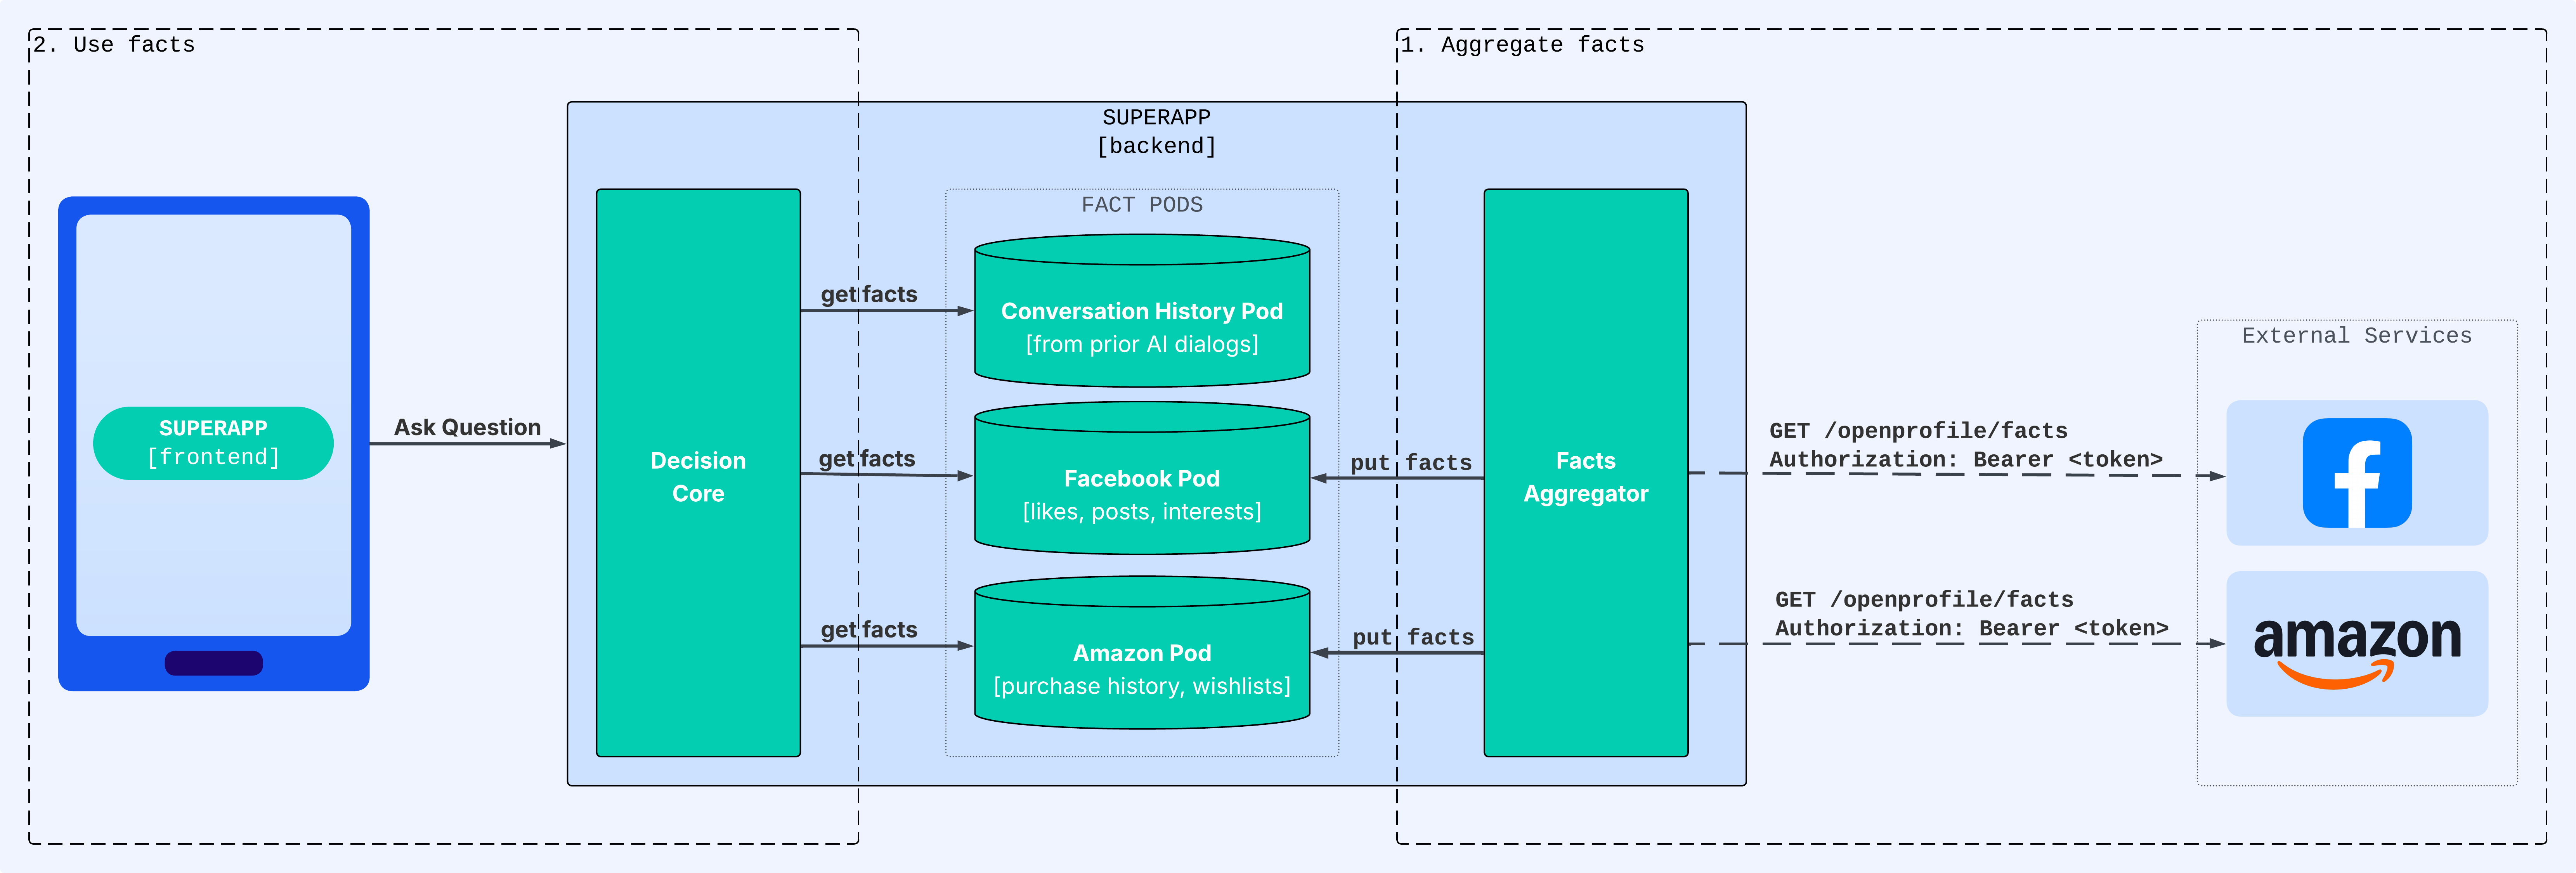 2. Use facts
1. Aggregate facts
SUPERAPP
[backend]
FACT PODS
SUPERAPP
[frontend]
Ask Question
Decision
Core
get facts
Conversation History Pod
[from prior AI dialogs]
get facts
Facebook Pod
[likes, posts, interests]
get facts
Amazon Pod
[purchase history, wishlists]
put facts
put facts
Facts
Aggregator
GET /openprofile/facts
Authorization: Bearer <token>
GET /openprofile/facts
Authorization: Bearer <token>
External Services
f
amazon